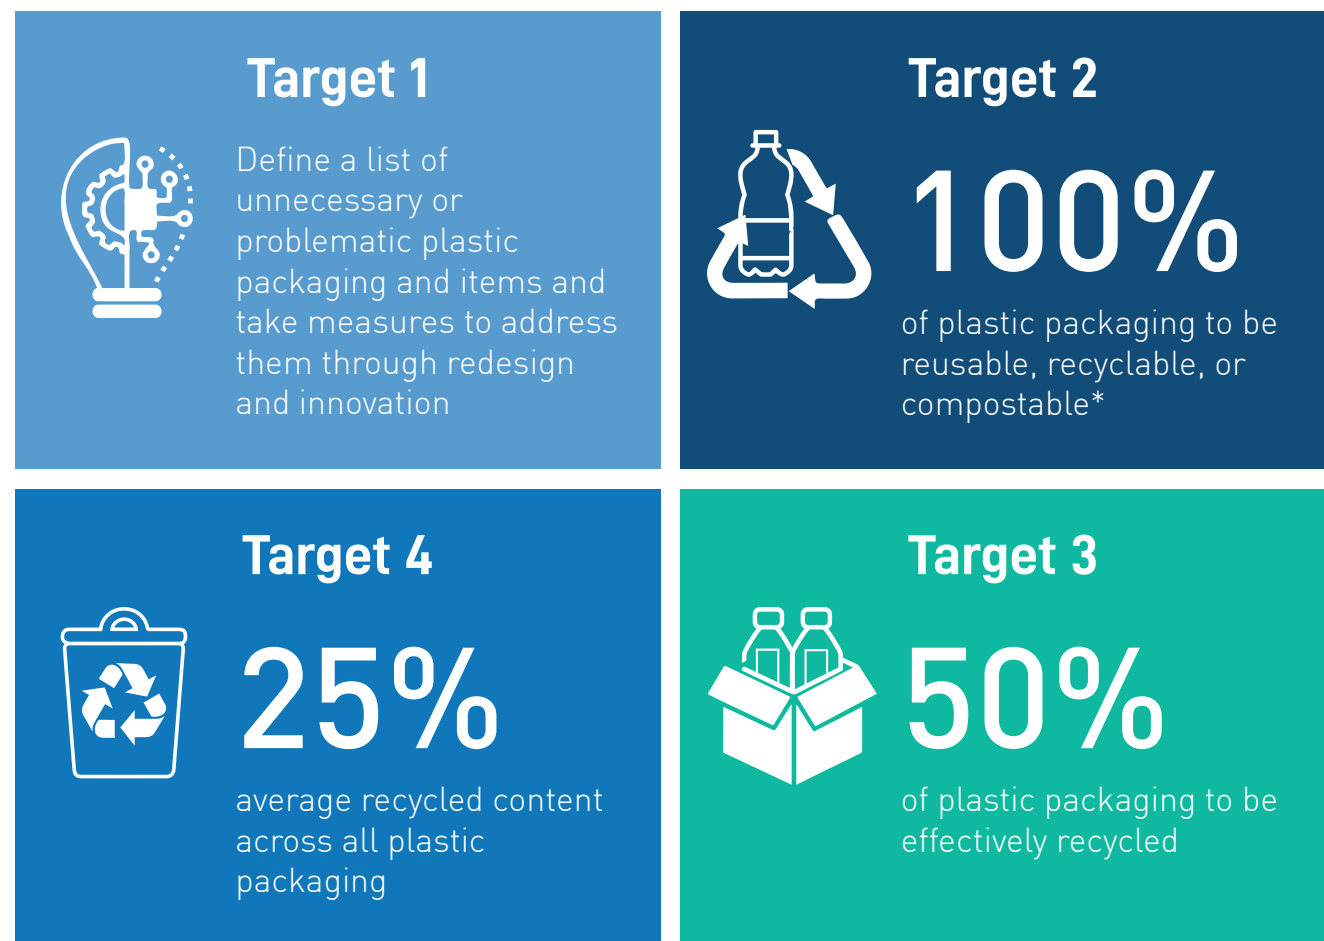 Target 1
Define a list of
unnecessary or
problematic plastic
packaging and items and
take measures to address
them through redesign
and innovation
Target 2
100%
of plastic packaging to be
reusable, recyclable, or
compostable*
Target 4
25%
average recycled content
across all plastic
packaging
Target 3
50%
of plastic packaging to be
effectively recycled